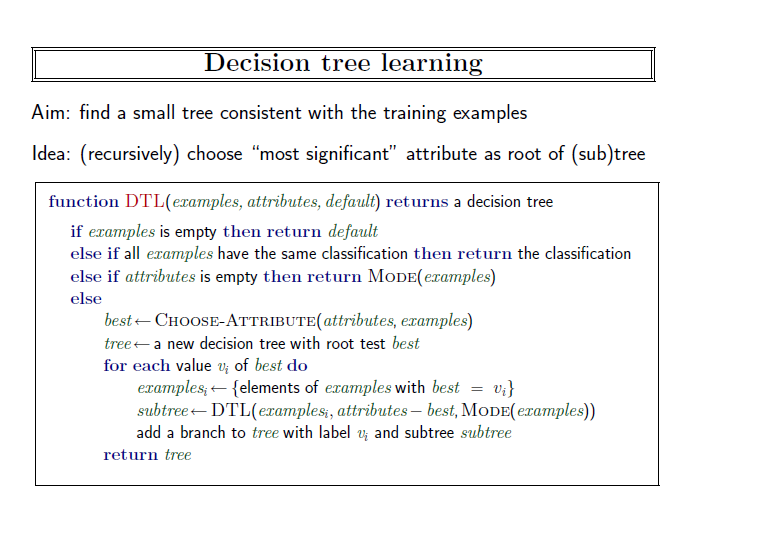 Decision tree learning
Aim: find a small tree consistent with the training examples
Idea: (recursively) choose “most significant” attribute as root of (sub)tree
function DTL(examples, attributes, default) returns a decision tree
if examples is empty then return default
else if all examples have the same classification then return the classification
else if attributes is empty then return Mode(examples)
else
best ← Choose-Attribute(attributes, examples)
tree ← a new decision tree with root test best
for each value vᵢ of best do
examplesᵢ ← {elements of examples with best = vᵢ}
subtree ← DTL(examplesᵢ, attributes − best, Mode(examples))
add a branch to tree with label vᵢ and subtree subtree
return tree